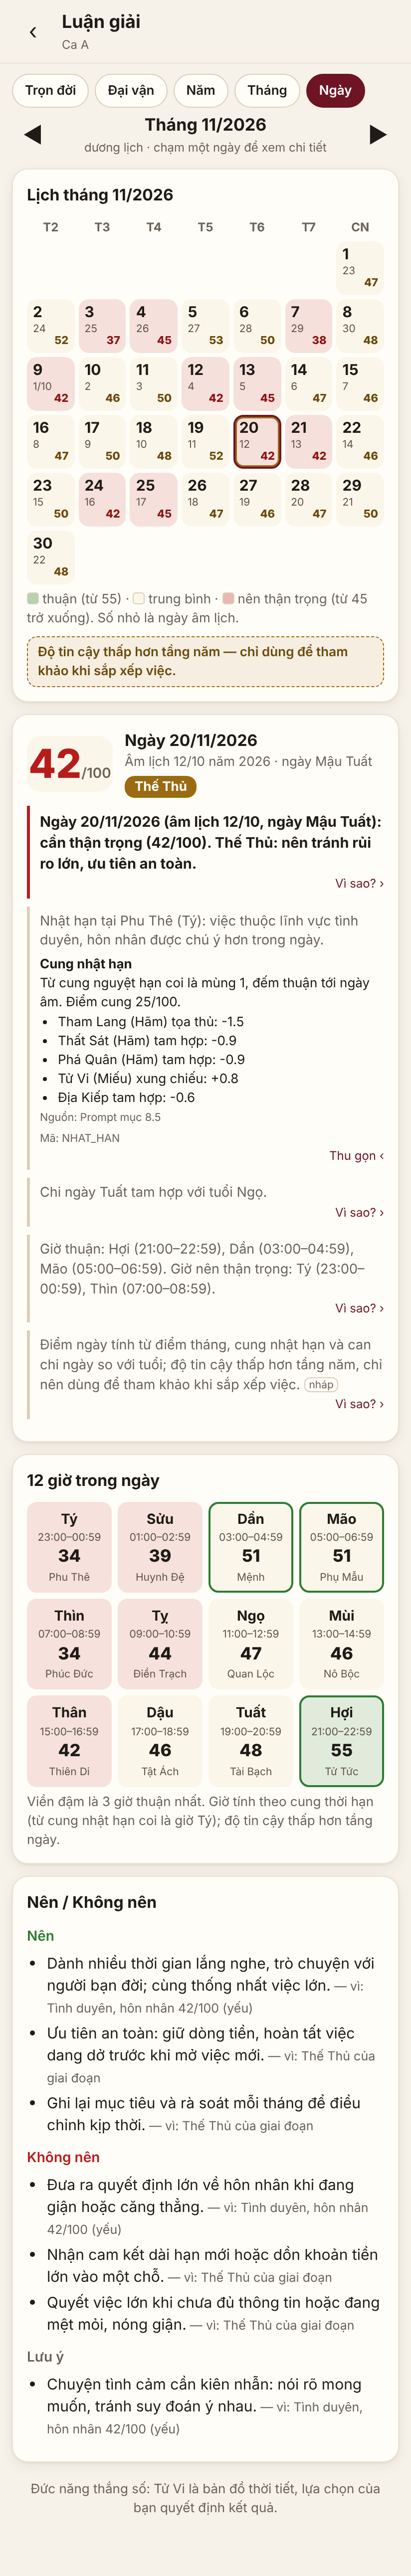 ‹
Luận giải
Ca A
Trọn đời Đại vận Năm Tháng Ngày
◀ Tháng 11/2026 ▶
dương lịch · chạm một ngày để xem chi tiết
Lịch tháng 11/2026
T2 T3 T4 T5 T6 T7 CN
1
23
47
2 3 4 5 6 7 8
24 25 26 27 28 29 30
52 37 45 53 50 38 48
9 10 11 12 13 14 15
1/10 2 3 4 5 6 7
42 46 50 42 45 47 46
16 17 18 19 20 21 22
8 9 10 11 12 13 14
47 50 48 52 42 42 46
23 24 25 26 27 28 29
15 16 17 18 19 20 21
50 42 45 47 46 47 50
30
22
48
thuận (từ 55) · trung bình · nên thận trọng (từ 45
trở xuống). Số nhỏ là ngày âm lịch.
Độ tin cậy thấp hơn tầng năm — chỉ dùng để tham
khảo khi sắp xếp việc.
42/100
Ngày 20/11/2026
Âm lịch 12/10 năm 2026 · ngày Mậu Tuất
Thế Thủ
Ngày 20/11/2026 (âm lịch 12/10, ngày Mậu Tuất):
cần thận trọng (42/100). Thế Thủ: nên tránh rủi
ro lớn, ưu tiên an toàn.
Vì sao? ›
Nhật hạn tại Phu Thê (Tý): việc thuộc lĩnh vực tình
duyên, hôn nhân được chú ý hơn trong ngày.
Cung nhật hạn
Từ cung nguyệt hạn coi là mùng 1, đếm thuận tới ngày
âm. Điểm cung 25/100.
• Tham Lang (Hãm) tọa thủ: -1.5
• Thất Sát (Hãm) tam hợp: -0.9
• Phá Quân (Hãm) tam hợp: -0.9
• Tử Vi (Miếu) xung chiếu: +0.8
• Địa Kiếp tam hợp: -0.6
Nguồn: Prompt mục 8.5
Mã: NHAT_HAN
Thu gọn ‹
Chi ngày Tuất tam hợp với tuổi Ngọ.
Vì sao? ›
Giờ thuận: Hợi (21:00–22:59), Dần (03:00–04:59),
Mão (05:00–06:59). Giờ nên thận trọng: Tý (23:00–
00:59), Thìn (07:00–08:59).
Vì sao? ›
Điểm ngày tính từ điểm tháng, cung nhật hạn và can
chi ngày so với tuổi; độ tin cậy thấp hơn tầng năm, chỉ
nên dùng để tham khảo khi sắp xếp việc. nháp
Vì sao? ›
12 giờ trong ngày
Tý Sửu Dần Mão
23:00–00:59 01:00–02:59 03:00–04:59 05:00–06:59
34 39 51 51
Phu Thê Huynh Đệ Mệnh Phụ Mẫu
Thìn Tỵ Ngọ Mùi
07:00–08:59 09:00–10:59 11:00–12:59 13:00–14:59
34 44 47 46
Phúc Đức Điền Trạch Quan Lộc Nô Bộc
Thân Dậu Tuất Hợi
15:00–16:59 17:00–18:59 19:00–20:59 21:00–22:59
42 46 48 55
Thiên Di Tật Ách Tài Bạch Tử Tức
Viền đậm là 3 giờ thuận nhất. Giờ tính theo cung thời hạn
(từ cung nhật hạn coi là giờ Tý); độ tin cậy thấp hơn tầng
ngày.
Nên / Không nên
Nên
• Dành nhiều thời gian lắng nghe, trò chuyện với
người bạn đời; cùng thống nhất việc lớn. — vì:
Tình duyên, hôn nhân 42/100 (yếu)
• Ưu tiên an toàn: giữ dòng tiền, hoàn tất việc
dang dở trước khi mở việc mới. — vì: Thế Thủ của
giai đoạn
• Ghi lại mục tiêu và rà soát mỗi tháng để điều
chỉnh kịp thời. — vì: Thế Thủ của giai đoạn
Không nên
• Đưa ra quyết định lớn về hôn nhân khi đang
giận hoặc căng thẳng. — vì: Tình duyên, hôn nhân
42/100 (yếu)
• Nhận cam kết dài hạn mới hoặc dồn khoản tiền
lớn vào một chỗ. — vì: Thế Thủ của giai đoạn
• Quyết việc lớn khi chưa đủ thông tin hoặc đang
mệt mỏi, nóng giận. — vì: Thế Thủ của giai đoạn
Lưu ý
• Chuyện tình cảm cần kiên nhẫn: nói rõ mong
muốn, tránh suy đoán ý nhau. — vì: Tình duyên,
hôn nhân 42/100 (yếu)
Đức năng thắng số: Tử Vi là bản đồ thời tiết, lựa chọn của
bạn quyết định kết quả.